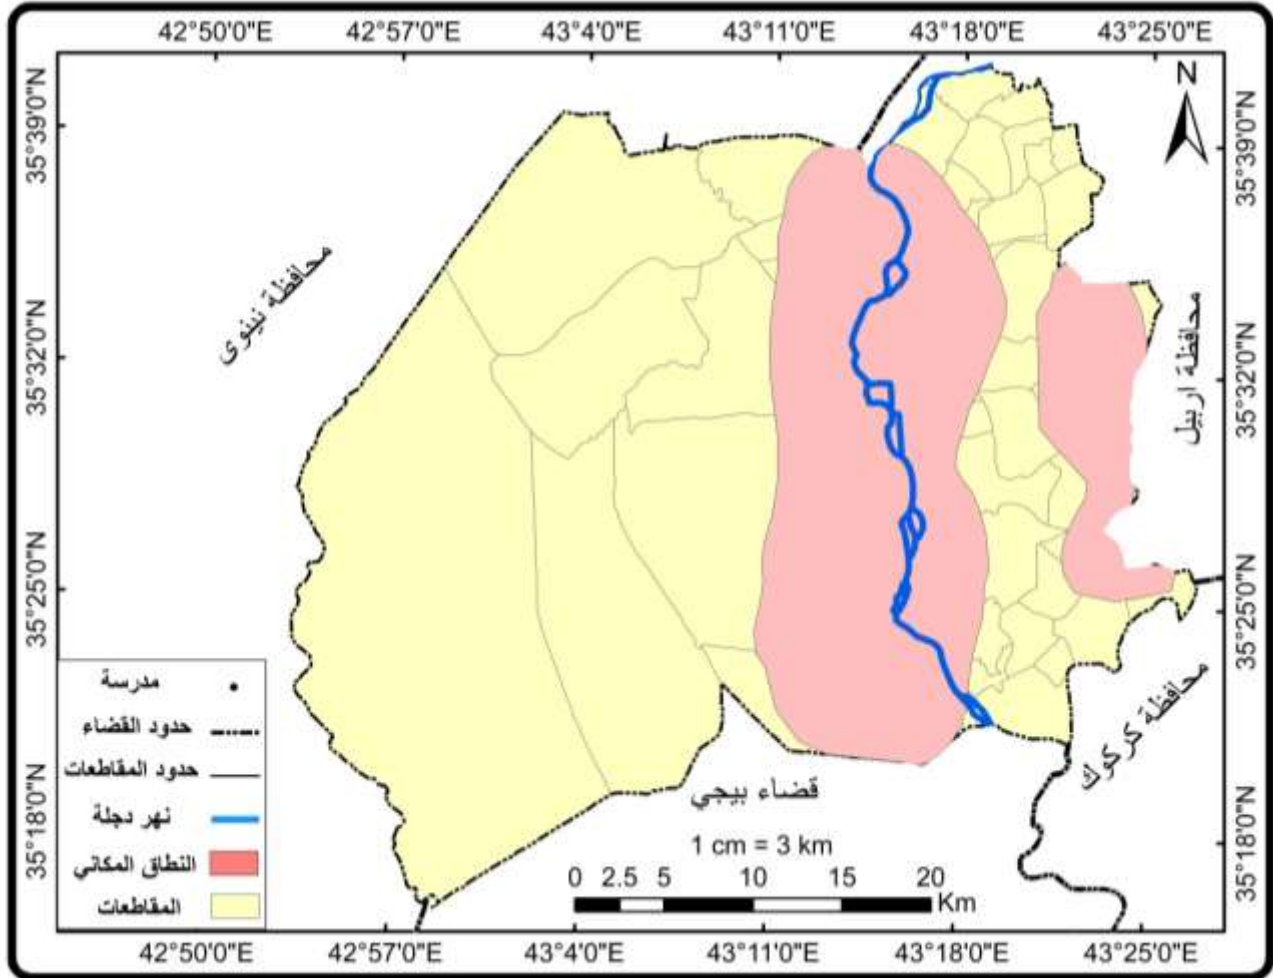 42°50'0"E 42°57'0"E 43°4'0"E 43°11'0"E 43°18'0"E 43°25'0"E
N
35°39'0"N
35°32'0"N
35°25'0"N
35°18'0"N
35°39'0"N
35°32'0"N
35°25'0"N
35°18'0"N
محافظة نينوى
محافظة اربيل
محافظة كركوك
قضاء بيجي
1 cm = 3 km
0 2.5 5 10 15 20
Km
مدرسة
حدود القضاء
حدود المقاطعات
نهر دجلة
النطاق المكاني
المقاطعات
42°50'0"E 42°57'0"E 43°4'0"E 43°11'0"E 43°18'0"E 43°25'0"E